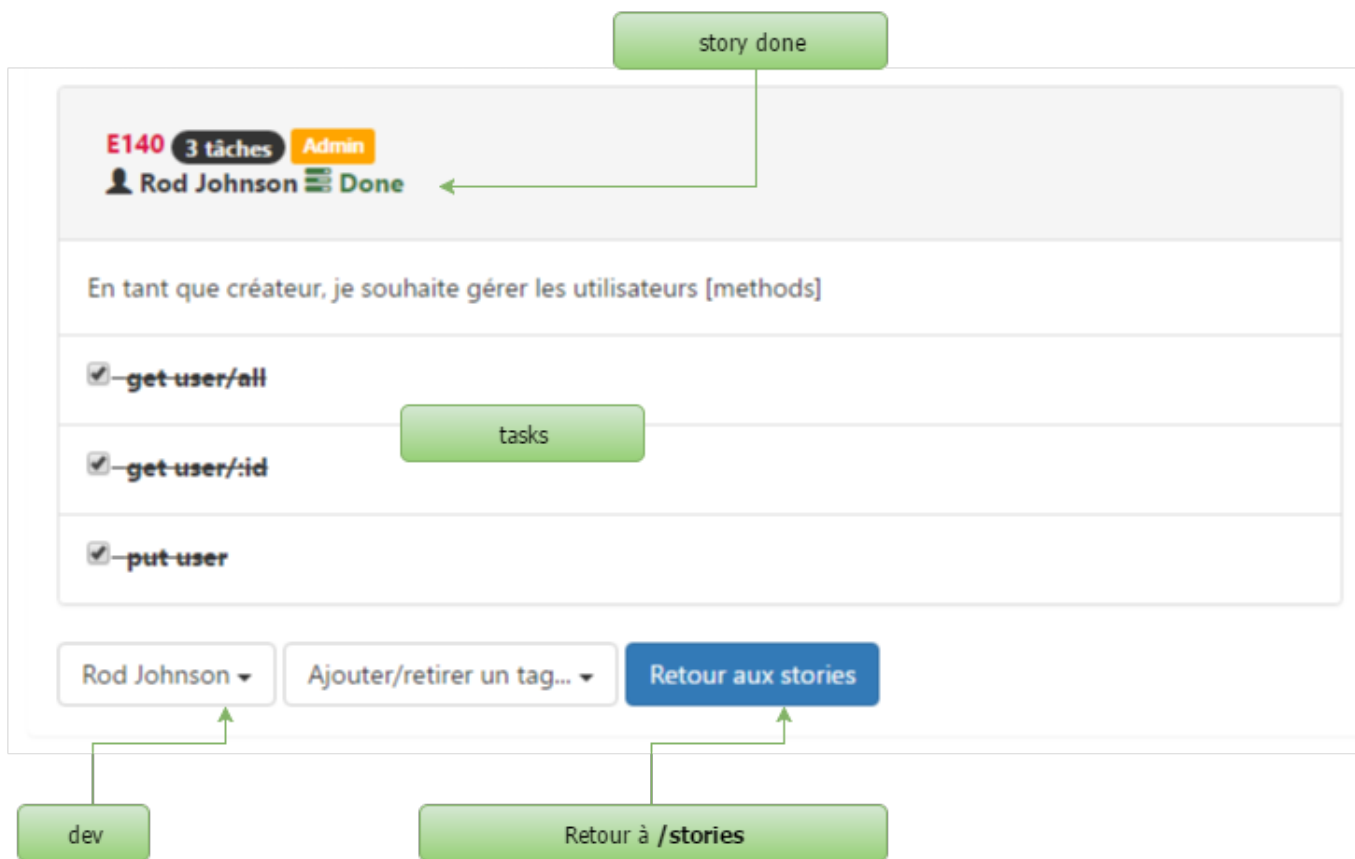 story done
E140 3 tâches Admin
Rod Johnson Done
En tant que créateur, je souhaite gérer les utilisateurs [methods]
get user/all
tasks
get user/:id
put user
Rod Johnson Ajouter/retirer un tag... Retour aux stories
dev Retour à /stories